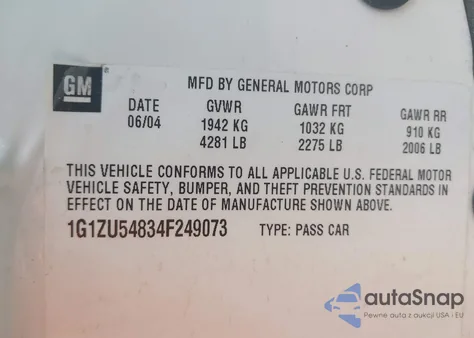 GM
MFD BY GENERAL MOTORS CORP
DATE GVWR GAWR FRT GAWR RR
06/04 1942 KG 1032 KG 910 KG
4281 LB 2275 LB 2006 LB
THIS VEHICLE CONFORMS TO ALL APPLICABLE U.S. FEDERAL MOTOR
VEHICLE SAFETY, BUMPER, AND THEFT PREVENTION STANDARDS IN
EFFECT ON THE DATE OF MANUFACTURE SHOWN ABOVE.
1G1ZU54834F249073 TYPE: PASS CAR
autoSnap
Pewne auta z aukcji USA i EU